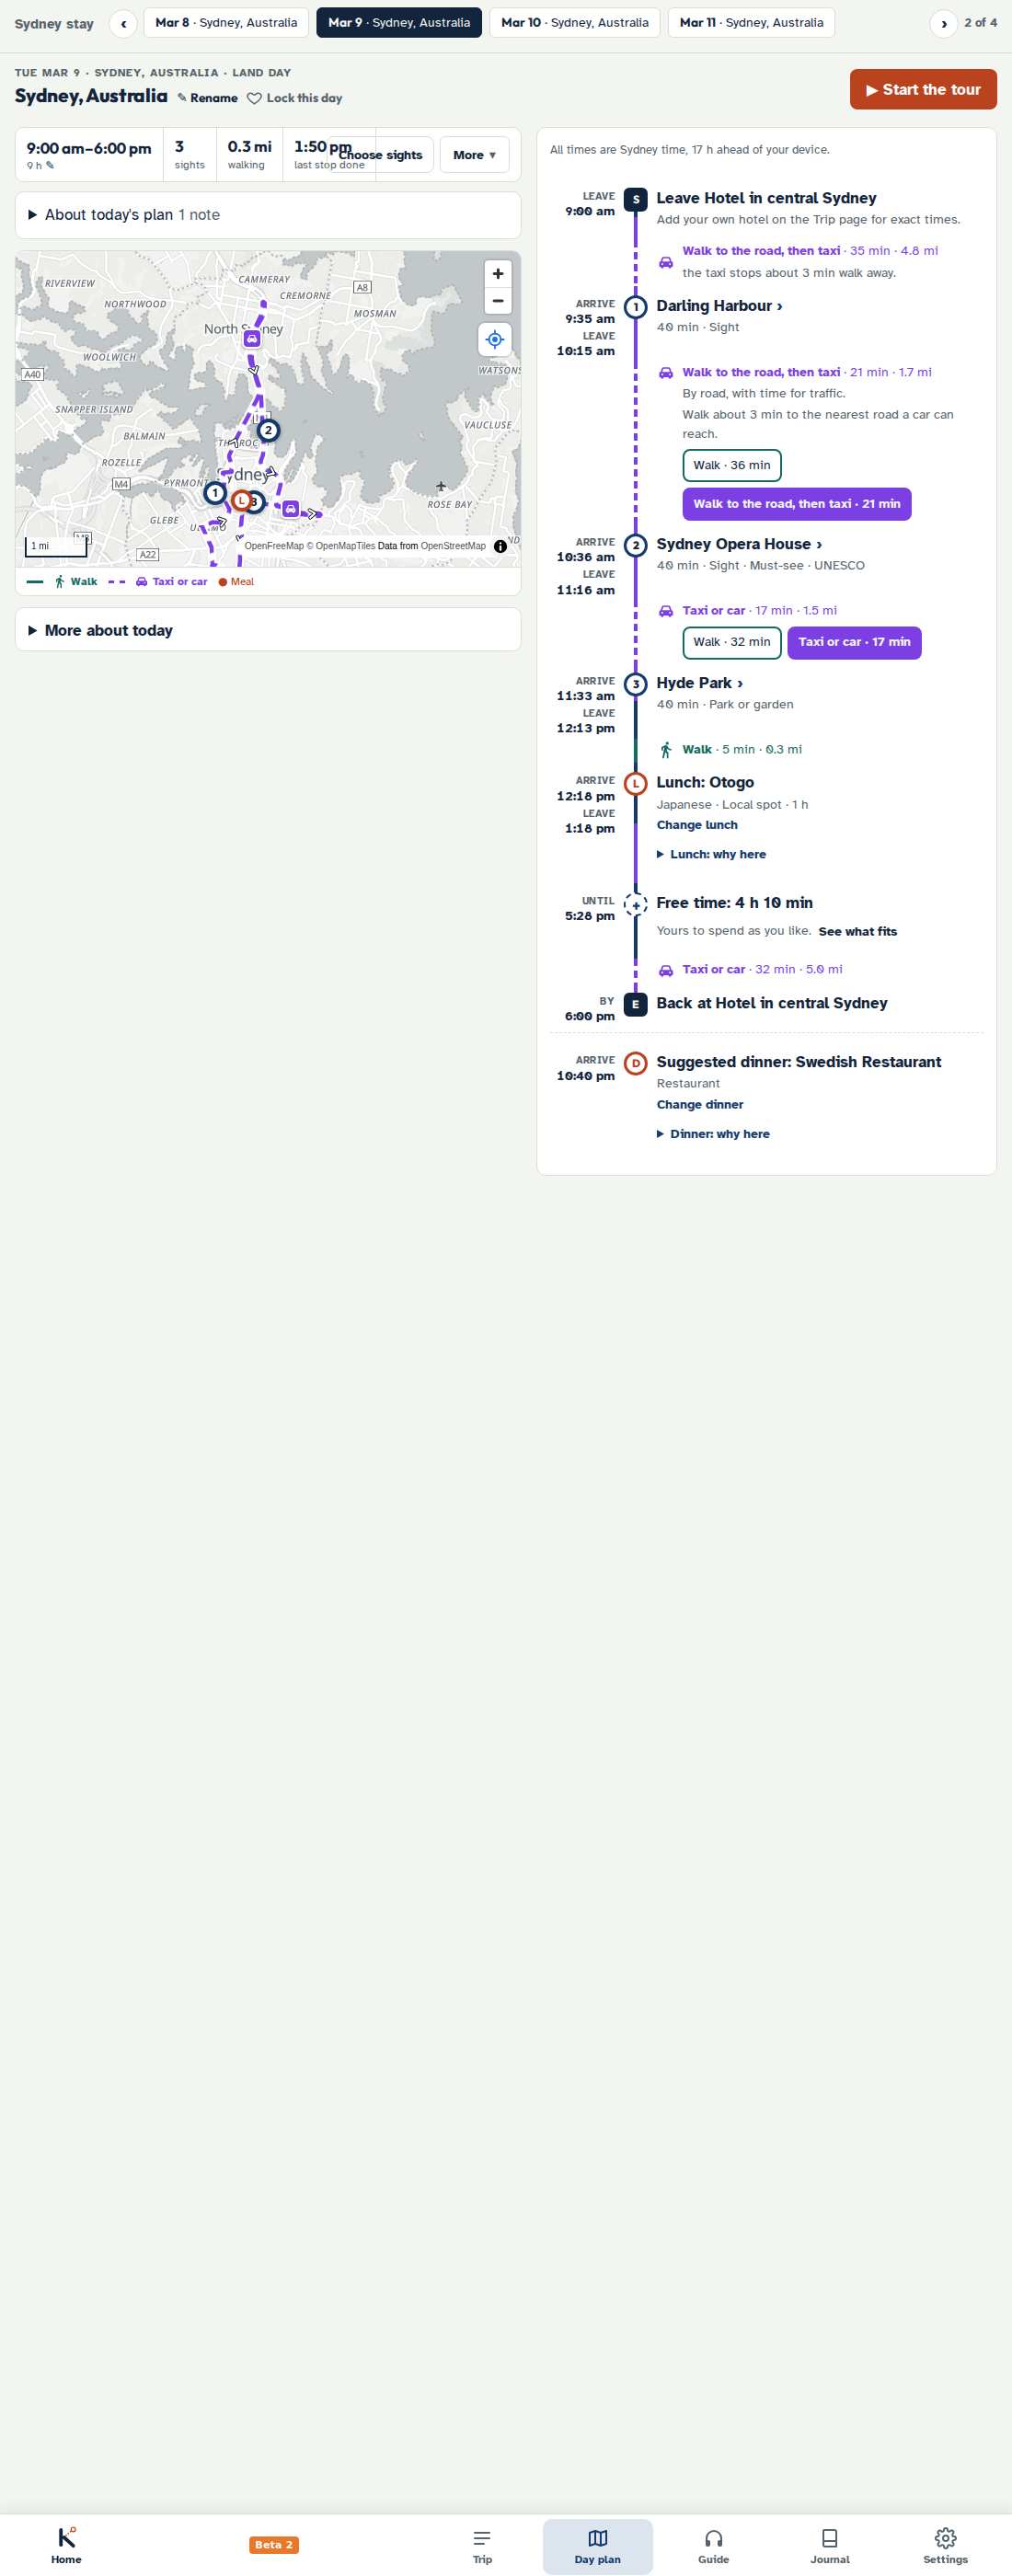 Sydney stay
‹
Mar 8 · Sydney, Australia
Mar 9 · Sydney, Australia
Mar 10 · Sydney, Australia
Mar 11 · Sydney, Australia
›
2 of 4
TUE MAR 9 · SYDNEY, AUSTRALIA · LAND DAY
Sydney, Australia
✎ Rename
Lock this day
▶ Start the tour
9:00 am–6:00 pm
9 h ✎
3
sights
0.3 mi
walking
1:50 pm
last stop done
Choose sights
More ▾
▶ About today's plan 1 note
RIVERVIEW
CAMMERAY
A8
CREMORNE
NORTHWOOD
MOSMAN
WOOLWICH
A40
WATSONS
SNAPPER ISLAND
2
VAUCLUSE
BALMAIN
ROZELLE
M4
PYRMONT
1
L
3
ROSE BAY
GLEBE
A22
1 mi
+
−
OpenFreeMap © OpenMapTiles Data from OpenStreetMap
Walk
Taxi or car
Meal
▶ More about today
All times are Sydney time, 17 h ahead of your device.
LEAVE
9:00 am
S
Leave Hotel in central Sydney
Add your own hotel on the Trip page for exact times.
Walk to the road, then taxi · 35 min · 4.8 mi
the taxi stops about 3 min walk away.
ARRIVE
9:35 am
LEAVE
10:15 am
1
Darling Harbour ›
40 min · Sight
Walk to the road, then taxi · 21 min · 1.7 mi
By road, with time for traffic.
Walk about 3 min to the nearest road a car can
reach.
Walk · 36 min
Walk to the road, then taxi · 21 min
ARRIVE
10:36 am
LEAVE
11:16 am
2
Sydney Opera House ›
40 min · Sight · Must-see · UNESCO
Taxi or car · 17 min · 1.5 mi
Walk · 32 min
Taxi or car · 17 min
ARRIVE
11:33 am
LEAVE
12:13 pm
3
Hyde Park ›
40 min · Park or garden
Walk · 5 min · 0.3 mi
ARRIVE
12:18 pm
LEAVE
1:18 pm
L
Lunch: Otogo
Japanese · Local spot · 1 h
Change lunch
▶ Lunch: why here
UNTIL
5:28 pm
+
Free time: 4 h 10 min
Yours to spend as you like. See what fits
Taxi or car · 32 min · 5.0 mi
BY
6:00 pm
E
Back at Hotel in central Sydney
ARRIVE
10:40 pm
D
Suggested dinner: Swedish Restaurant
Restaurant
Change dinner
▶ Dinner: why here
Home
Beta 2
Trip
Day plan
Guide
Journal
Settings